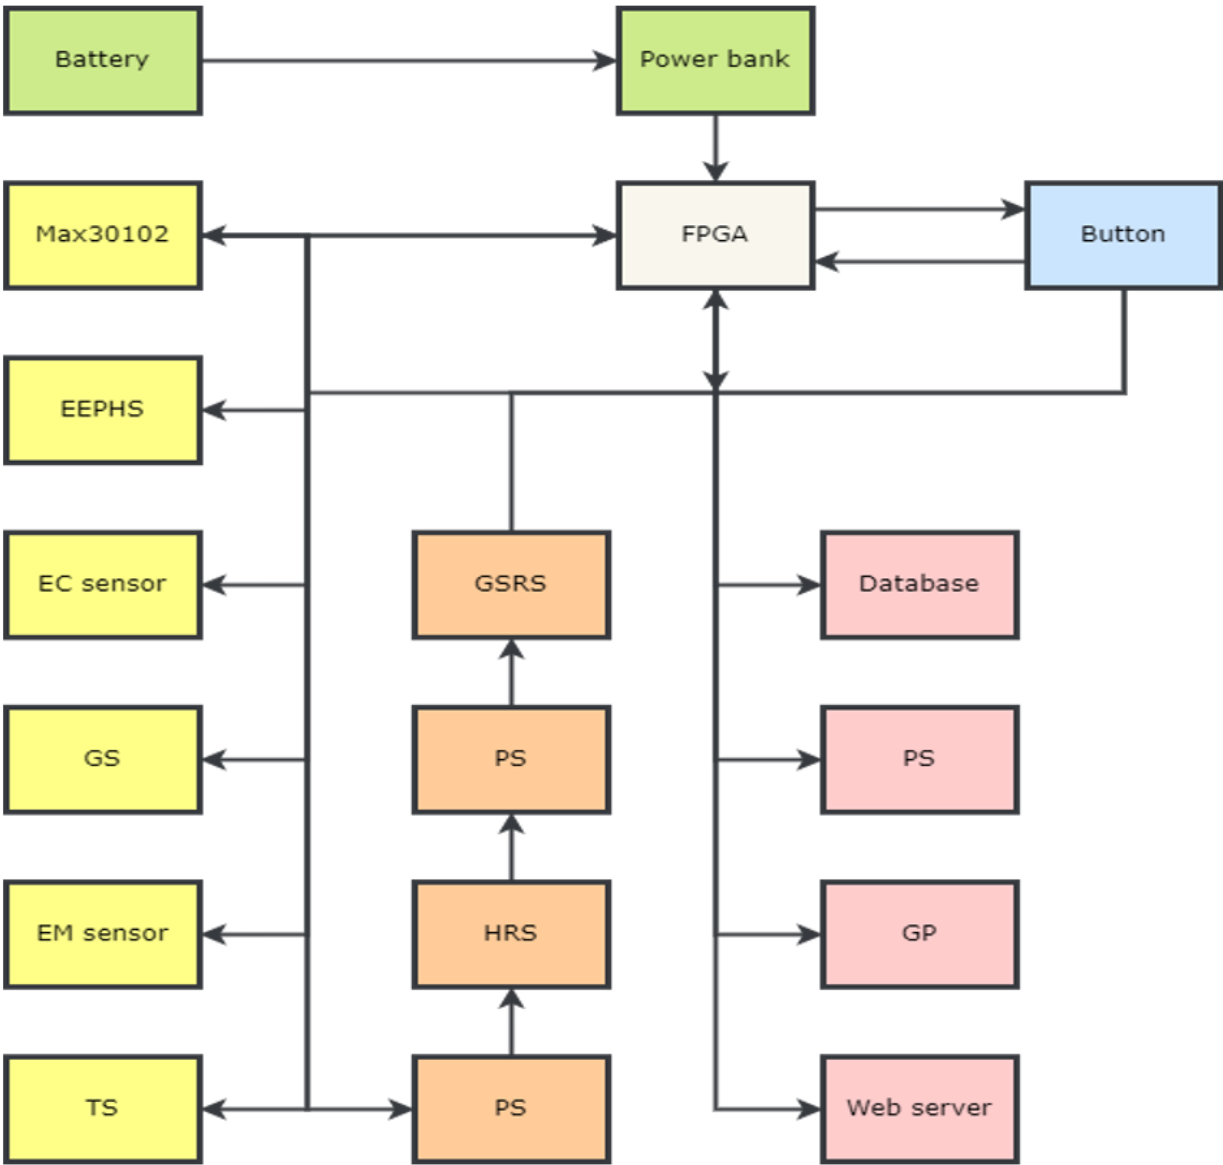 Battery
Power bank
Max30102
FPGA
Button
EEPHS
EC sensor
GSRS
Database
GS
PS
PS
EM sensor
HRS
GP
TS
PS
Web server